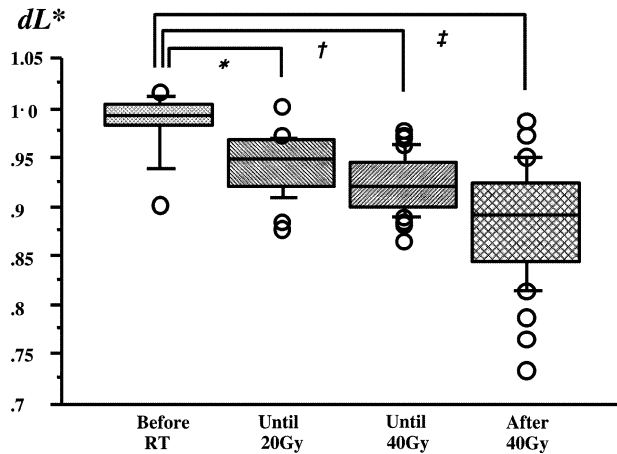 dL*
* † ‡
1.05
1.0
.95
.9
.85
.8
.75
.7
Before Until Until After
RT 20Gy 40Gy 40Gy